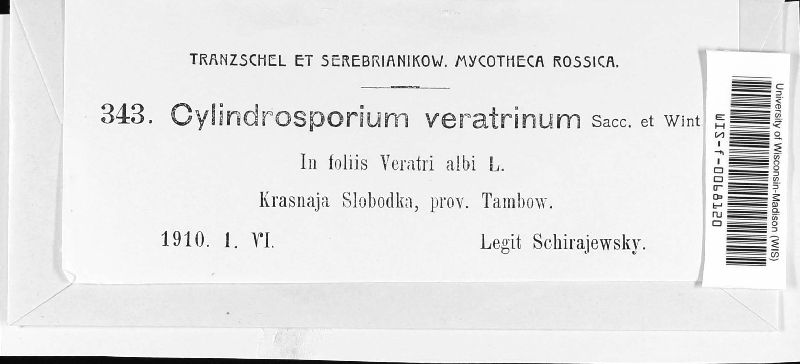 TRANZSCHEL ET SEREBRIANIKOW. MYCOTHECA ROSSICA.
343. Cylindrosporium veratrinum Sacc. et Wint
In foliis Veratri albi L.
Krasnaja Slobodka, prov. Tambow.
1910. 1. VI. Legit Schirajewsky.
University of Wisconsin-Madison (WIS)
WIS-f-0068120